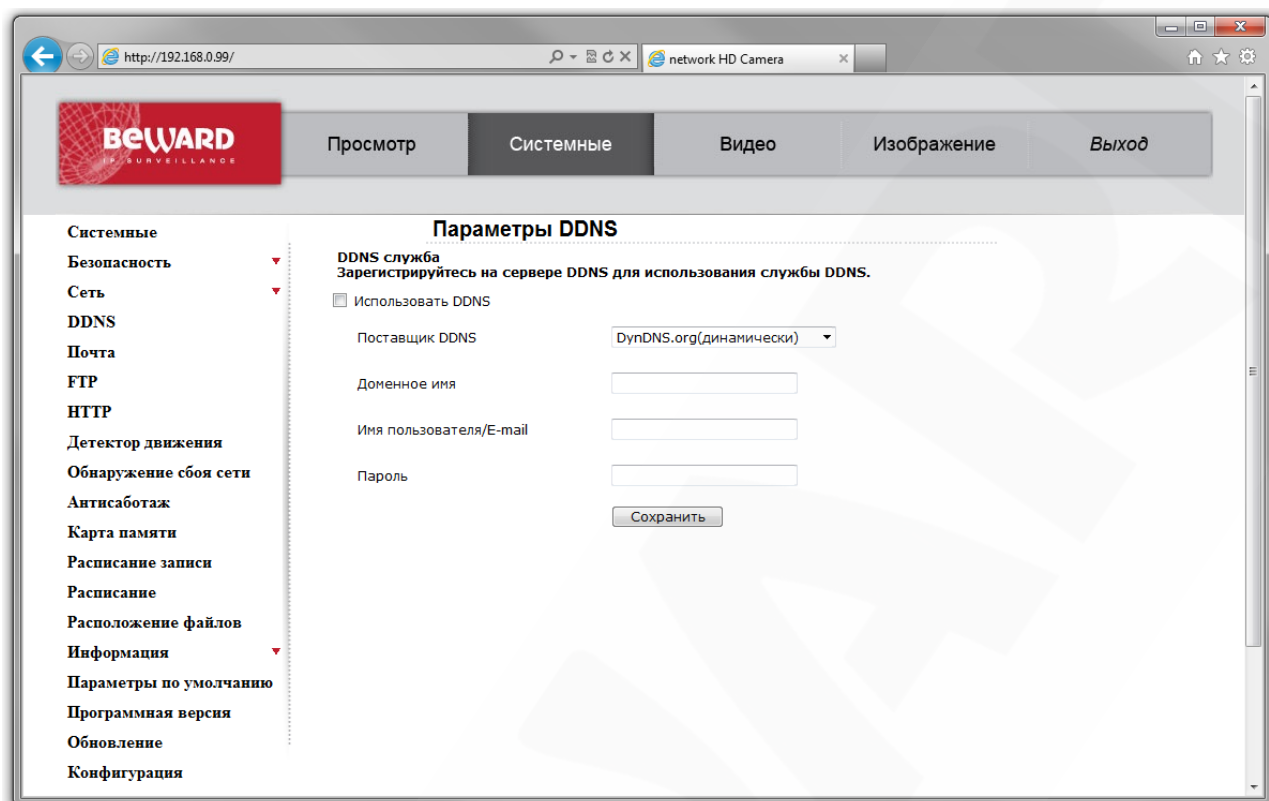 http://192.168.0.99/
network HD Camera
BEWARD
IP SURVEILLANCE
Просмотр
Системные
Видео
Изображение
Выход
Системные
Безопасность
Сеть
DDNS
Почта
FTP
HTTP
Детектор движения
Обнаружение сбоя сети
Антисаботаж
Карта памяти
Расписание записи
Расписание
Расположение файлов
Информация
Параметры по умолчанию
Программная версия
Обновление
Конфигурация
Параметры DDNS
DDNS служба
Зарегистрируйтесь на сервере DDNS для использования службы DDNS.
Использовать DDNS
Поставщик DDNS
DynDNS.org(динамически)
Доменное имя
Имя пользователя/E-mail
Пароль
Сохранить